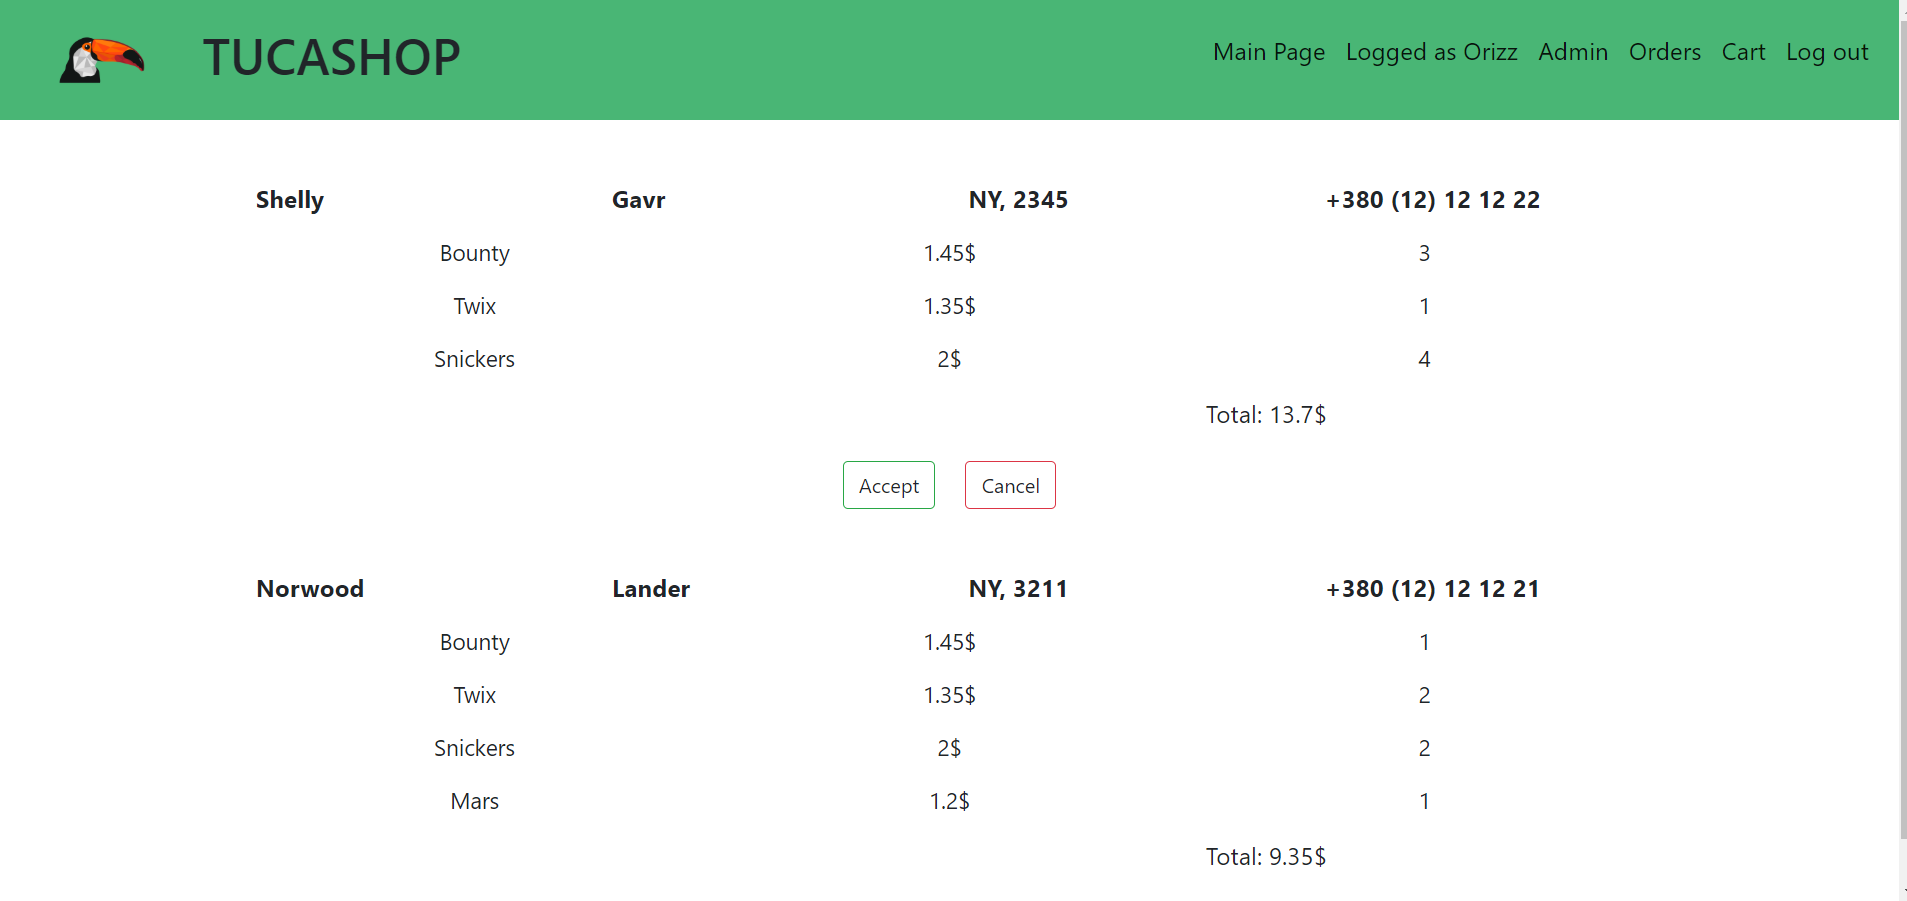 TUCASHOP Main Page Logged as Orizz Admin Orders Cart Log out
Shelly Gavr NY, 2345 +380 (12) 12 12 22
Bounty 1.45$ 3
Twix 1.35$ 1
Snickers 2$ 4
Total: 13.7$
Accept Cancel
Norwood Lander NY, 3211 +380 (12) 12 12 21
Bounty 1.45$ 1
Twix 1.35$ 2
Snickers 2$ 2
Mars 1.2$ 1
Total: 9.35$